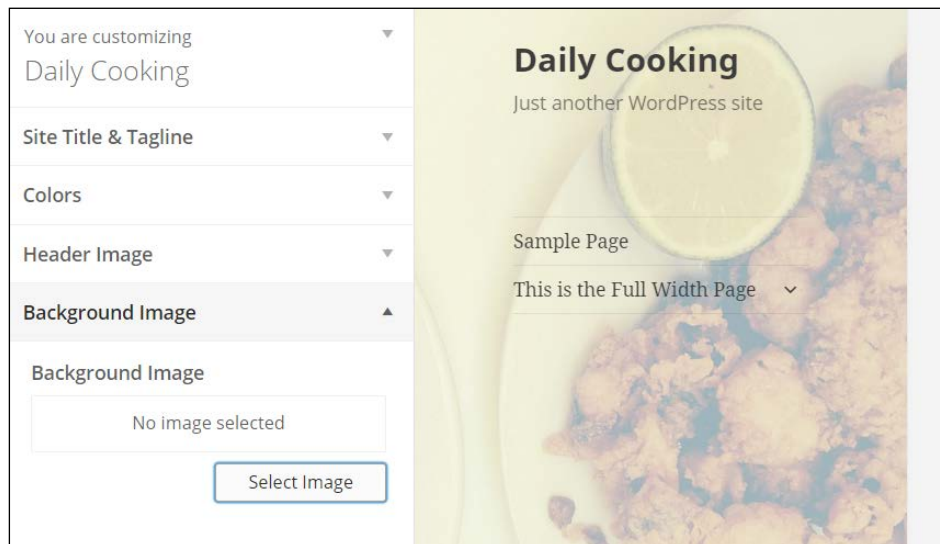 You are customizing
Daily Cooking
Site Title & Tagline
Colors
Header Image
Background Image
Background Image
No image selected
Select Image
Daily Cooking
Just another WordPress site
Sample Page
This is the Full Width Page